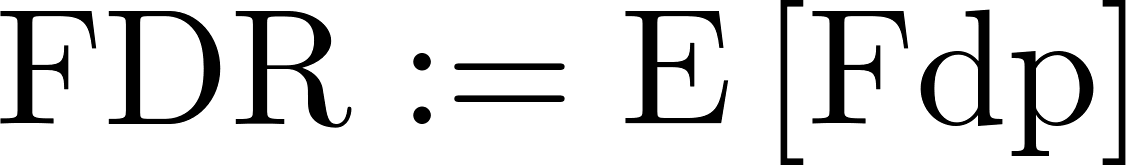 FDR := E [Fdp]